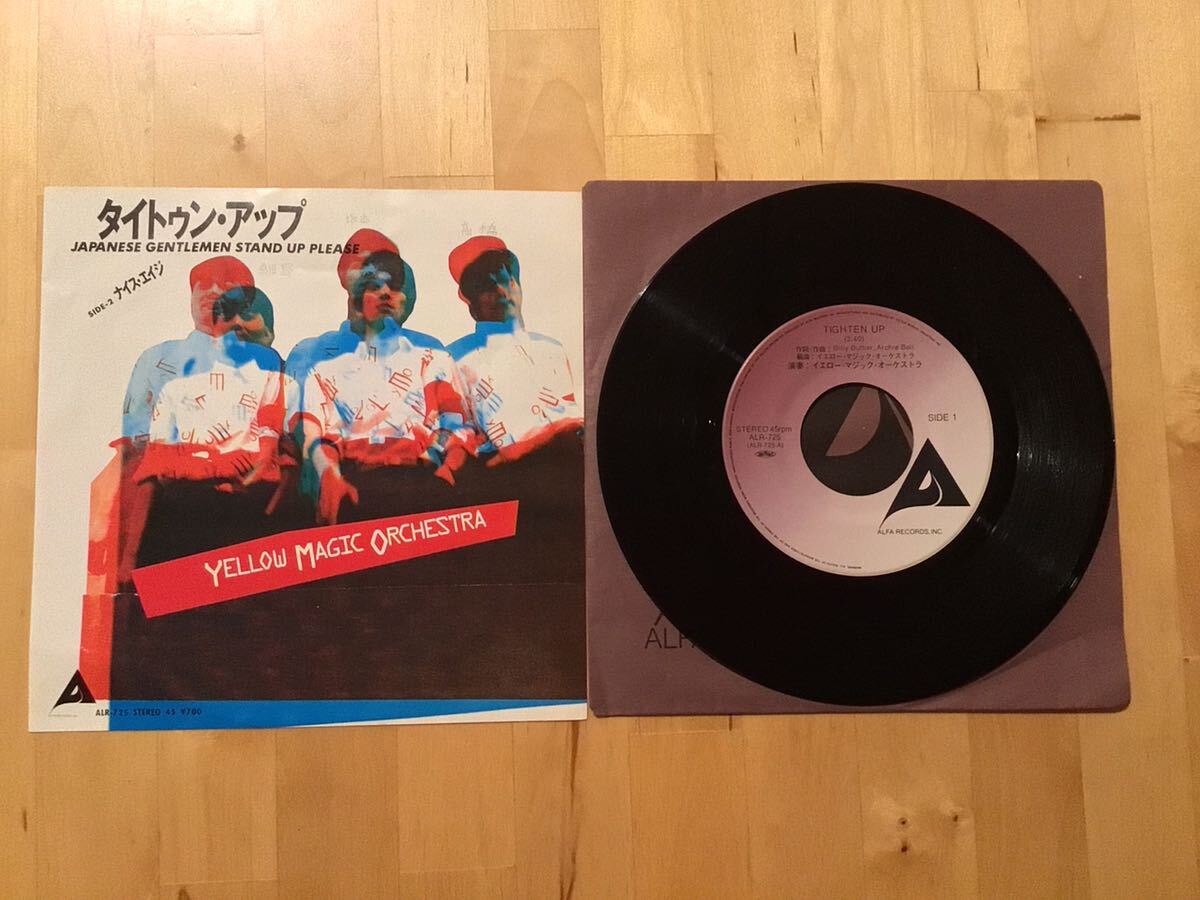 タイトゥン・アップ
JAPANESE GENTLEMEN STAND UP PLEASE
SIDE-2 ナイス・エイジ
高橋
YELLOW MAGIC ORCHESTRA
ALR-725 STEREO 45 ¥700
TIGHTEN UP
(3:40)
作詞・作曲：Billy Butler, Archie Bell
編曲：イエロー・マジック・オーケストラ
演奏：イエロー・マジック・オーケストラ
STEREO 45rpm
ALR-725
(ALR-725-A)
SIDE 1
ALFA RECORDS, INC.